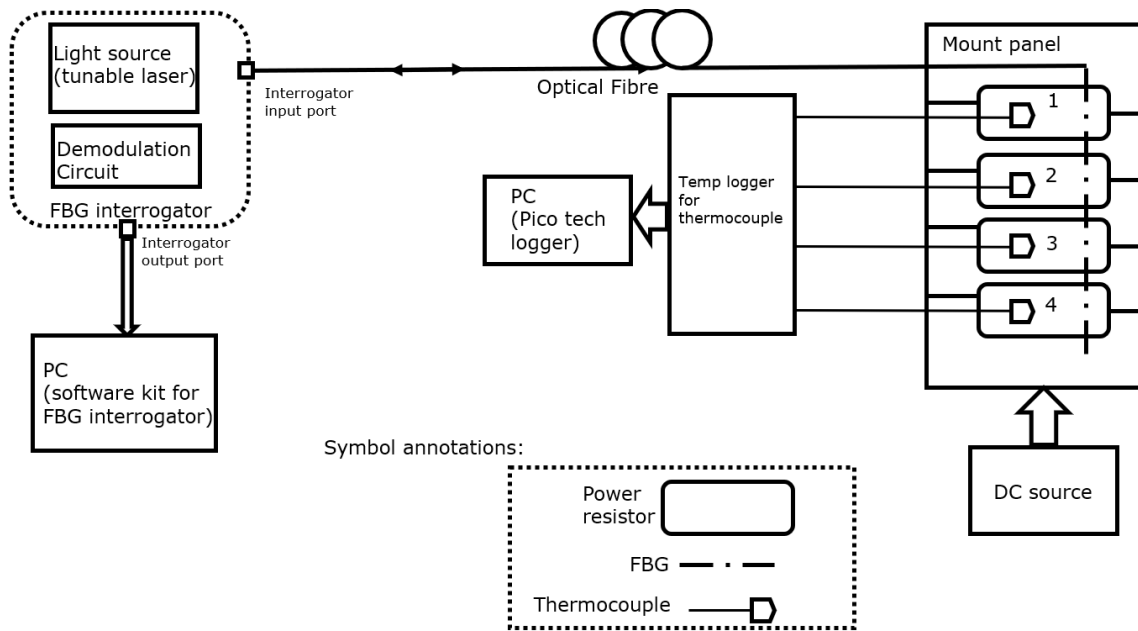 Light source
(tunable laser)
Demodulation
Circuit
FBG interrogator
Interrogator
input port
Interrogator
output port
PC
(software kit for
FBG interrogator)
Optical Fibre
PC
(Pico tech
logger)
Temp logger
for
thermocouple
Mount panel
1
2
3
4
DC source
Symbol annotations:
Power
resistor
FBG
Thermocouple